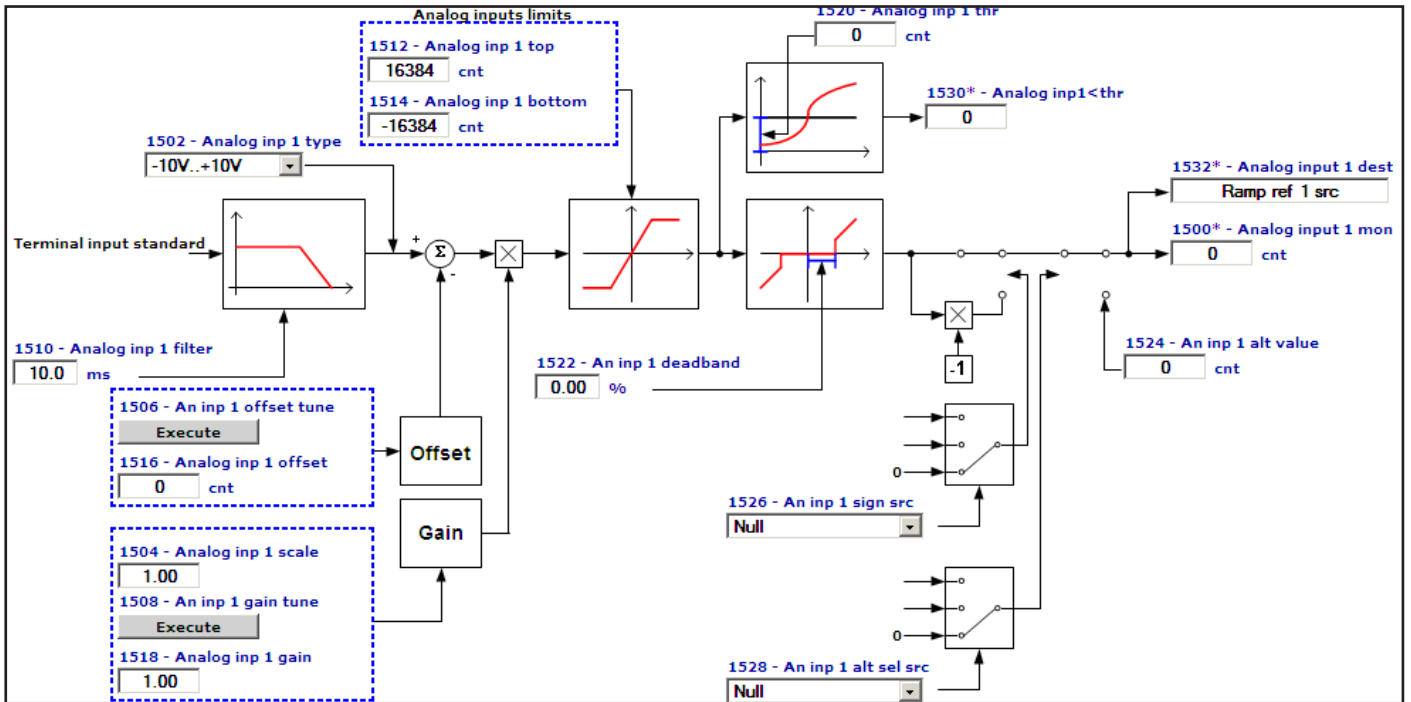 Analog inputs limits
1512 - Analog inp 1 top
16384 cnt
1514 - Analog inp 1 bottom
-16384 cnt
1520 - Analog inp 1 thr
0 cnt
1530* - Analog inp1<thr
0
1502 - Analog inp 1 type
-10V..+10V
1532* - Analog input 1 dest
Ramp ref 1 src
1500* - Analog input 1 mon
0 cnt
Terminal input standard
+
Σ
-
×
1510 - Analog inp 1 filter
10.0 ms
1522 - An inp 1 deadband
0.00 %
×
-1
1524 - An inp 1 alt value
0 cnt
1506 - An inp 1 offset tune
Execute
1516 - Analog inp 1 offset
0 cnt
Offset
0
1526 - An inp 1 sign src
Null
Gain
1504 - Analog inp 1 scale
1.00
1508 - An inp 1 gain tune
Execute
1518 - Analog inp 1 gain
1.00
0
1528 - An inp 1 alt sel src
Null